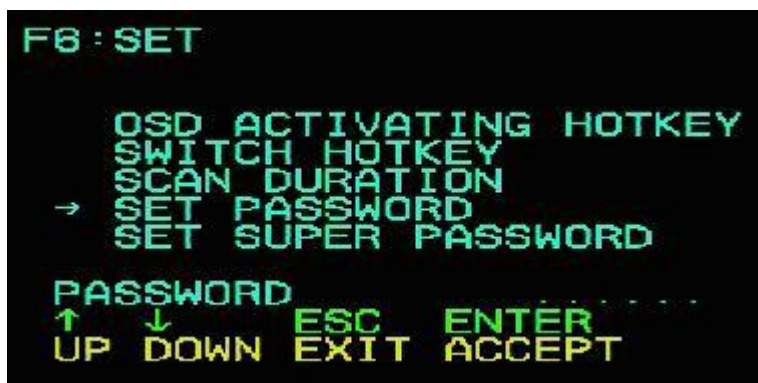 F6:SET
OSD ACTIVATING HOTKEY
SWITCH HOTKEY
SCAN DURATION
→ SET PASSWORD
SET SUPER PASSWORD
PASSWORD ......
↑ ↓ ESC ENTER
UP DOWN EXIT ACCEPT